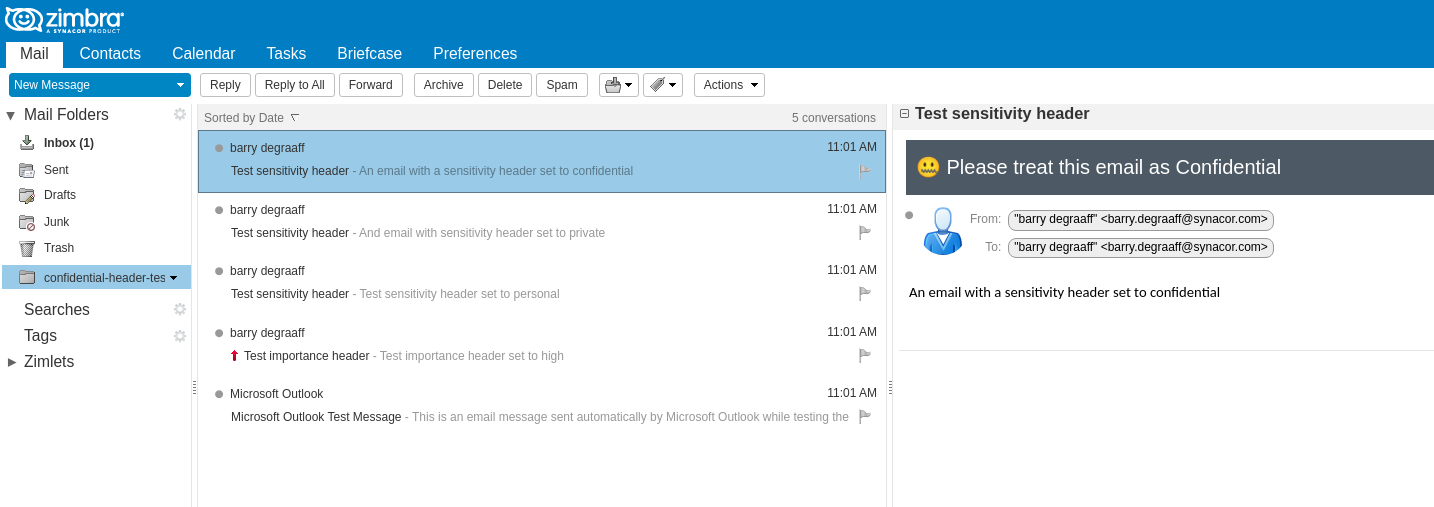 zimbra
A SYNACOR PRODUCT
Mail Contacts Calendar Tasks Briefcase Preferences
New Message Reply Reply to All Forward Archive Delete Spam Actions
Mail Folders
Inbox (1)
Sent
Drafts
Junk
Trash
confidential-header-tes
Searches
Tags
Zimlets
Sorted by Date 5 conversations
barry degraaff 11:01 AM
Test sensitivity header - An email with a sensitivity header set to confidential
barry degraaff 11:01 AM
Test sensitivity header - And email with sensitivity header set to private
barry degraaff 11:01 AM
Test sensitivity header - Test sensitivity header set to personal
barry degraaff 11:01 AM
Test importance header - Test importance header set to high
Microsoft Outlook 11:01 AM
Microsoft Outlook Test Message - This is an email message sent automatically by Microsoft Outlook while testing the
Test sensitivity header
🤐 Please treat this email as Confidential
From: "barry degraaff" <barry.degraaff@synacor.com>
To: "barry degraaff" <barry.degraaff@synacor.com>
An email with a sensitivity header set to confidential